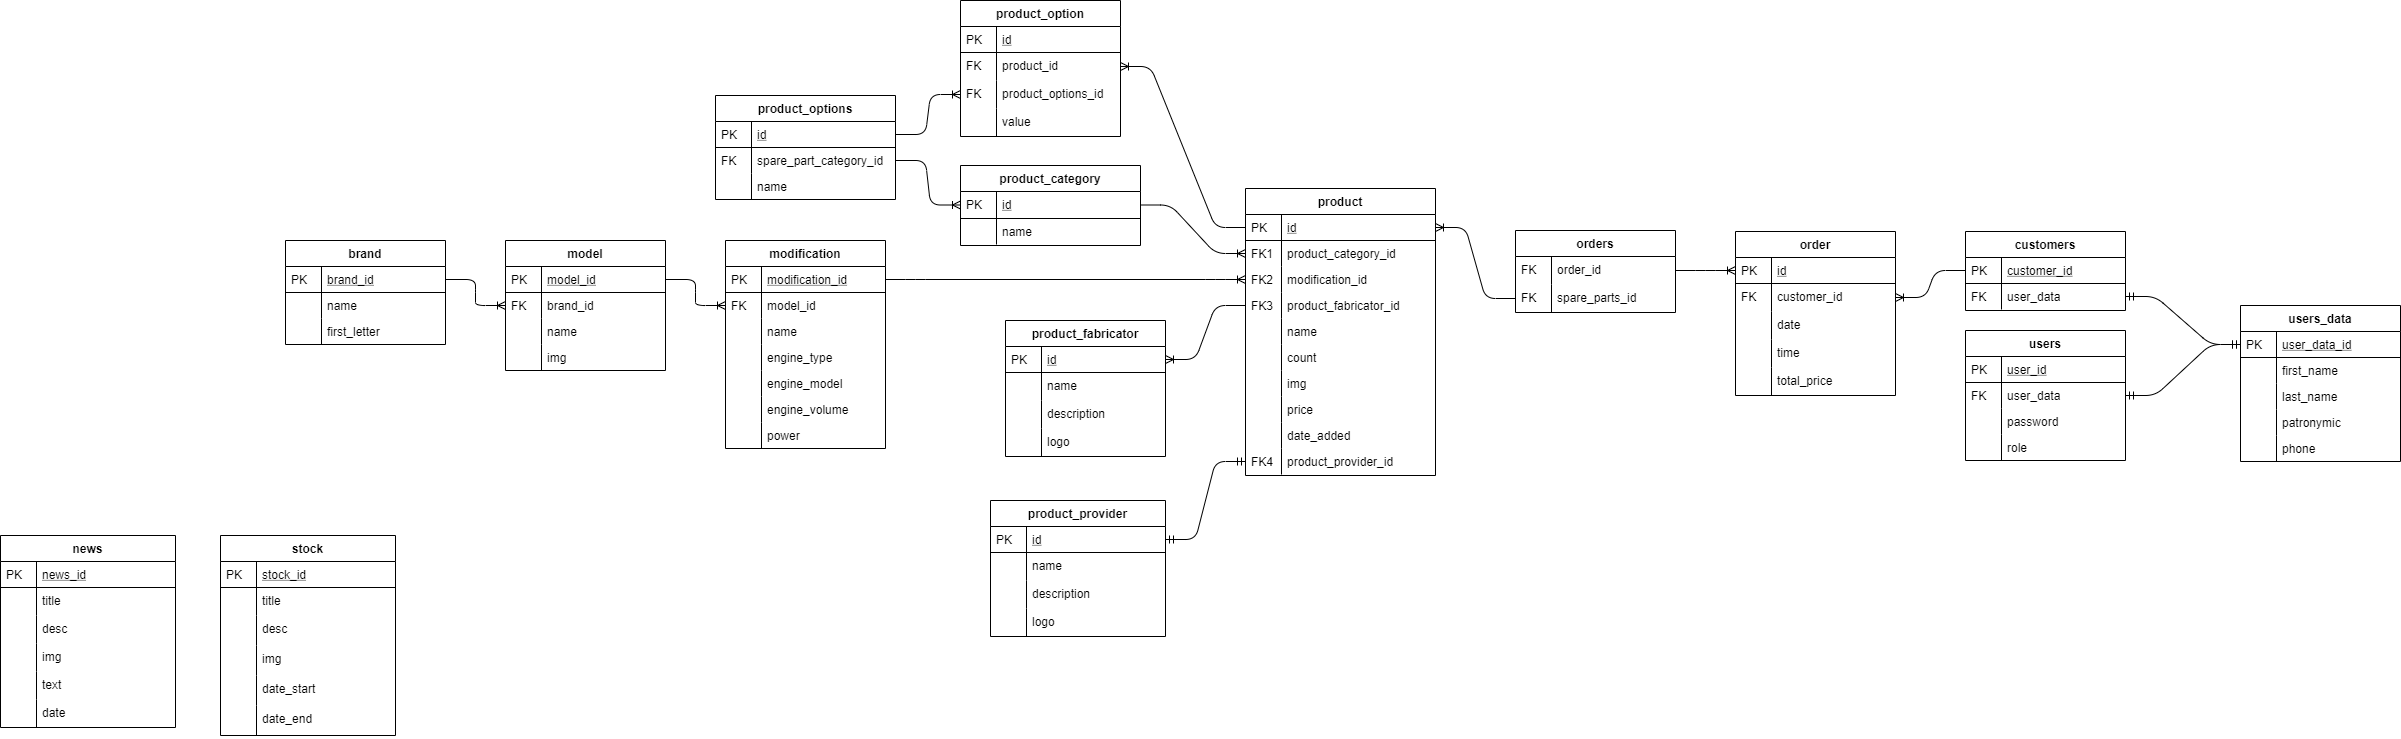 product_option
PK id
FK product_id
FK product_options_id
value
product_options
PK id
FK spare_part_category_id
name
product_category
PK id
name
brand
PK brand_id
name
first_letter
model
PK model_id
FK brand_id
name
img
modification
PK modification_id
FK model_id
name
engine_type
engine_model
engine_volume
power
product_fabricator
PK id
name
description
logo
product_provider
PK id
name
description
logo
product
PK id
FK1 product_category_id
FK2 modification_id
FK3 product_fabricator_id
name
count
img
price
date_added
FK4 product_provider_id
orders
FK order_id
FK spare_parts_id
order
PK id
FK customer_id
date
time
total_price
customers
PK customer_id
FK user_data
users
PK user_id
FK user_data
password
role
users_data
PK user_data_id
first_name
last_name
patronymic
phone
news
PK news_id
title
desc
img
text
date
stock
PK stock_id
title
desc
img
date_start
date_end